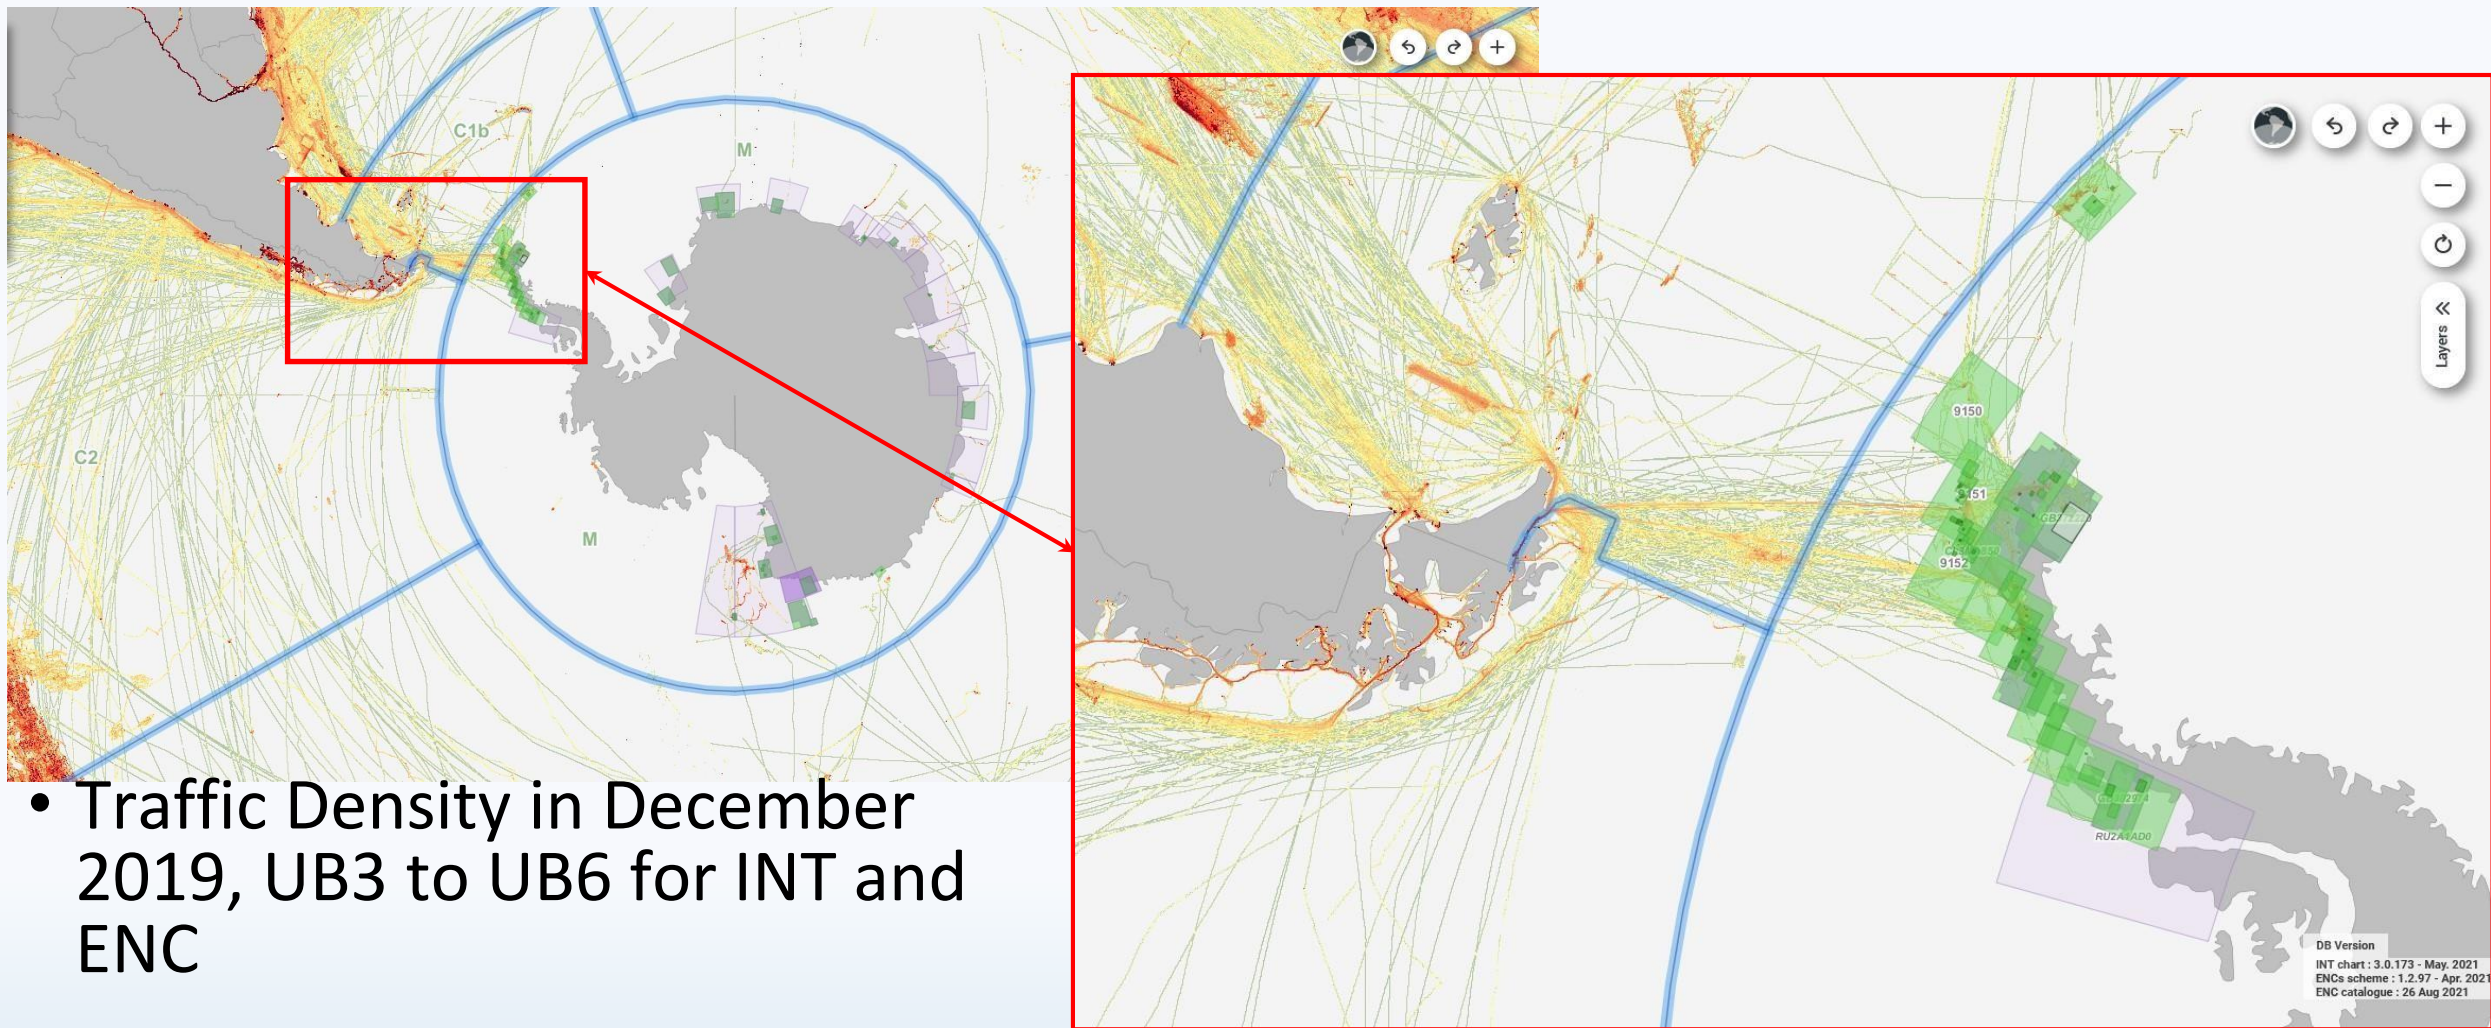 C1b
M
C2
M
9150
9152
RU2A1AD0
Layers
DB Version
INT chart : 3.0.173 - May. 2021
ENCs scheme : 1.2.97 - Apr. 2021
ENC catalogue : 26 Aug 2021
• Traffic Density in December
2019, UB3 to UB6 for INT and
ENC